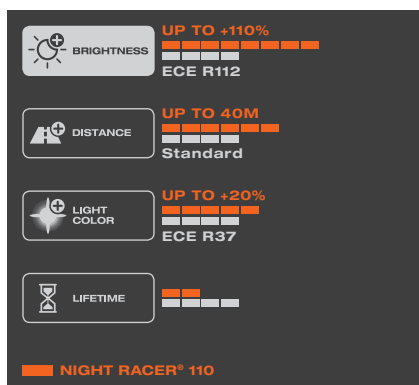 UP TO +110%
BRIGHTNESS
ECE R112
UP TO 40M
DISTANCE
Standard
UP TO +20%
LIGHT
COLOR
ECE R37
LIFETIME
NIGHT RACER® 110